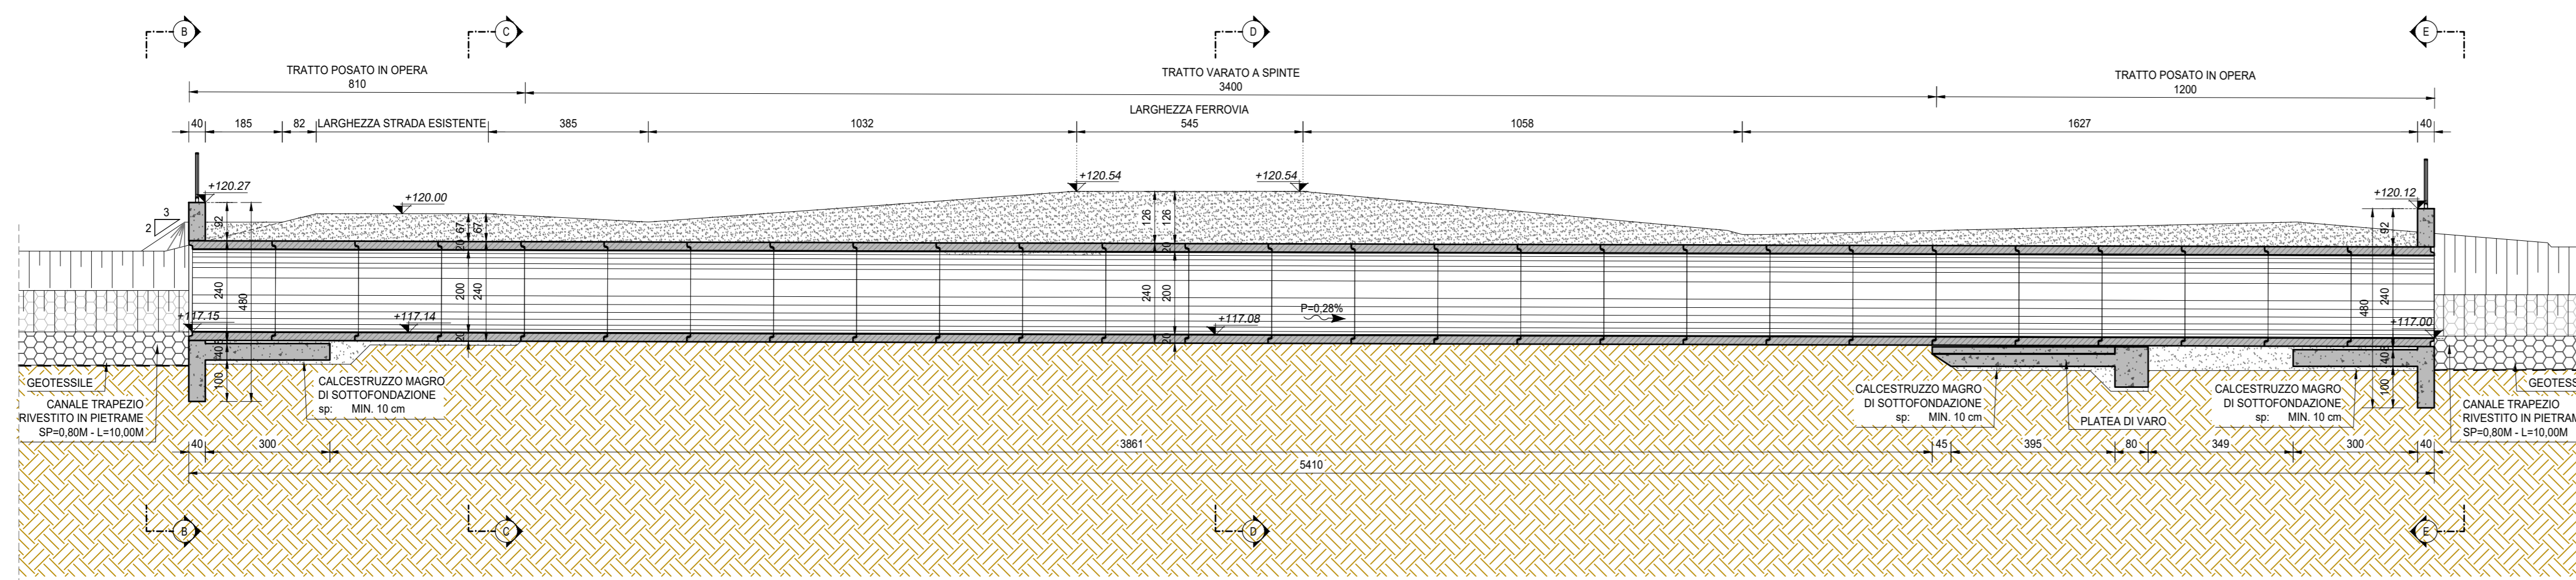 B
C
D
E
TRATTO POSATO IN OPERA
810
TRATTO VARATO A SPINTE
3400
TRATTO POSATO IN OPERA
1200
LARGHEZZA FERROVIA
40
185
82
LARGHEZZA STRADA ESISTENTE
385
1032
545
1058
1627
40
+120.27
+120.00
+120.54
+120.54
+120.12
3
2
92
67
67
20
126
126
20
92
240
480
200
240
240
200
480
240
P=0,28%
+117.15
+117.14
+117.08
+117.00
20
20
40
100
40
100
GEOTESSILE
CANALE TRAPEZIO
RIVESTITO IN PIETRAME
SP=0,80M - L=10,00M
CALCESTRUZZO MAGRO
DI SOTTOFONDAZIONE
sp: MIN. 10 cm
CALCESTRUZZO MAGRO
DI SOTTOFONDAZIONE
sp: MIN. 10 cm
PLATEA DI VARO
CALCESTRUZZO MAGRO
DI SOTTOFONDAZIONE
sp: MIN. 10 cm
GEOTES
CANALE TRAPEZIO
RIVESTITO IN PIETRAM
SP=0,80M - L=10,00M
40
300
3861
45
395
80
349
300
40
5410
B
C
D
E